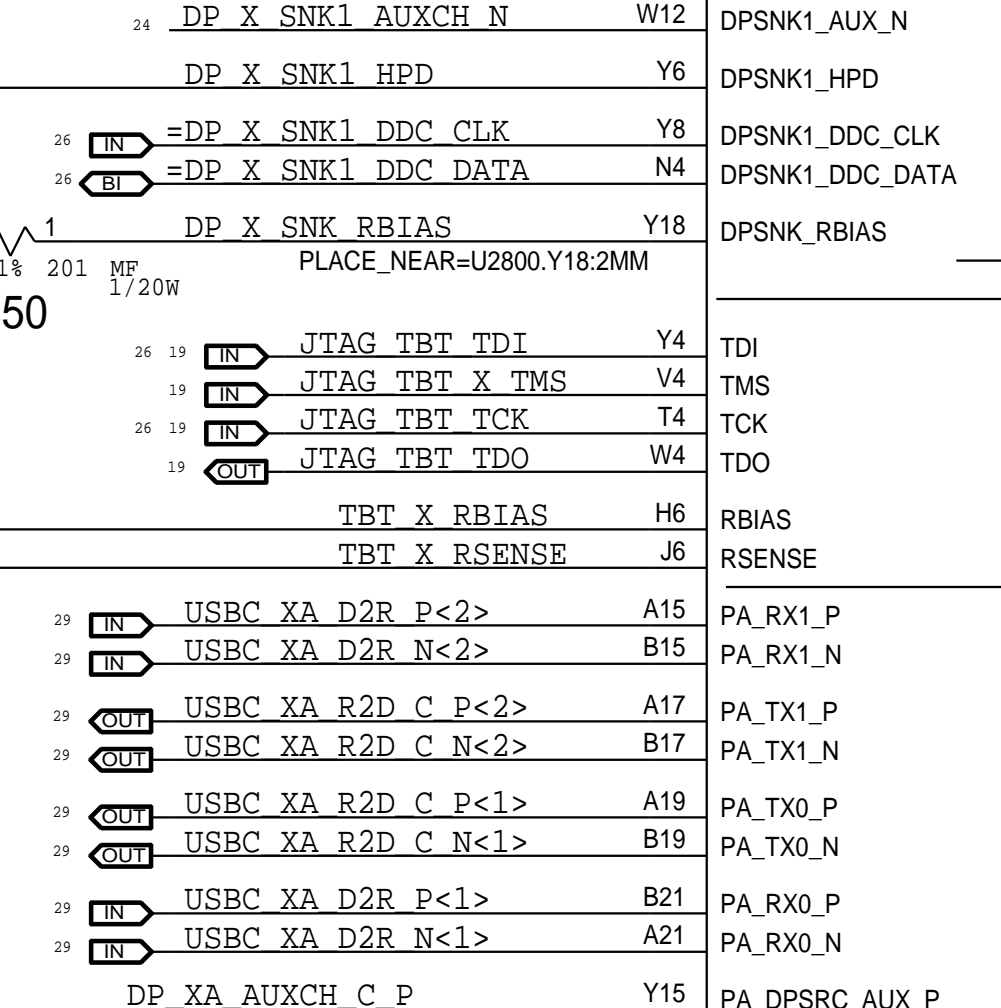 24 DP_X_SNK1_AUXCH_N W12 DPSNK1_AUX_N
DP_X_SNK1_HPD Y6 DPSNK1_HPD
26 IN =DP_X_SNK1_DDC_CLK Y8 DPSNK1_DDC_CLK
26 BI =DP_X_SNK1_DDC_DATA N4 DPSNK1_DDC_DATA
1 DP_X_SNK_RBIAS Y18 DPSNK_RBIAS
1% 201 MF PLACE_NEAR=U2800.Y18:2MM
1/20W
50
26 19 IN JTAG_TBT_TDI Y4 TDI
19 IN JTAG_TBT_X_TMS V4 TMS
26 19 IN JTAG_TBT_TCK T4 TCK
19 OUT JTAG_TBT_TDO W4 TDO
TBT_X_RBIAS H6 RBIAS
TBT_X_RSENSE J6 RSENSE
29 IN USBC_XA_D2R_P<2> A15 PA_RX1_P
29 IN USBC_XA_D2R_N<2> B15 PA_RX1_N
29 OUT USBC_XA_R2D_C_P<2> A17 PA_TX1_P
29 OUT USBC_XA_R2D_C_N<2> B17 PA_TX1_N
29 OUT USBC_XA_R2D_C_P<1> A19 PA_TX0_P
29 OUT USBC_XA_R2D_C_N<1> B19 PA_TX0_N
29 IN USBC_XA_D2R_P<1> B21 PA_RX0_P
29 IN USBC_XA_D2R_N<1> A21 PA_RX0_N
DP_XA_AUXCH_C_P Y15 PA_DPSRC_AUX_P